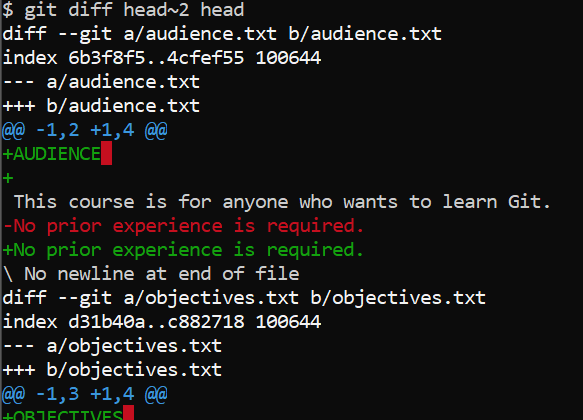 $ git diff head~2 head
diff --git a/audience.txt b/audience.txt
index 6b3f8f5..4cfef55 100644
--- a/audience.txt
+++ b/audience.txt
@@ -1,2 +1,4 @@
+AUDIENCE
+
 This course is for anyone who wants to learn Git.
-No prior experience is required.
+No prior experience is required.
\ No newline at end of file
diff --git a/objectives.txt b/objectives.txt
index d31b40a..c882718 100644
--- a/objectives.txt
+++ b/objectives.txt
@@ -1,3 +1,4 @@
+OBJECTIVES